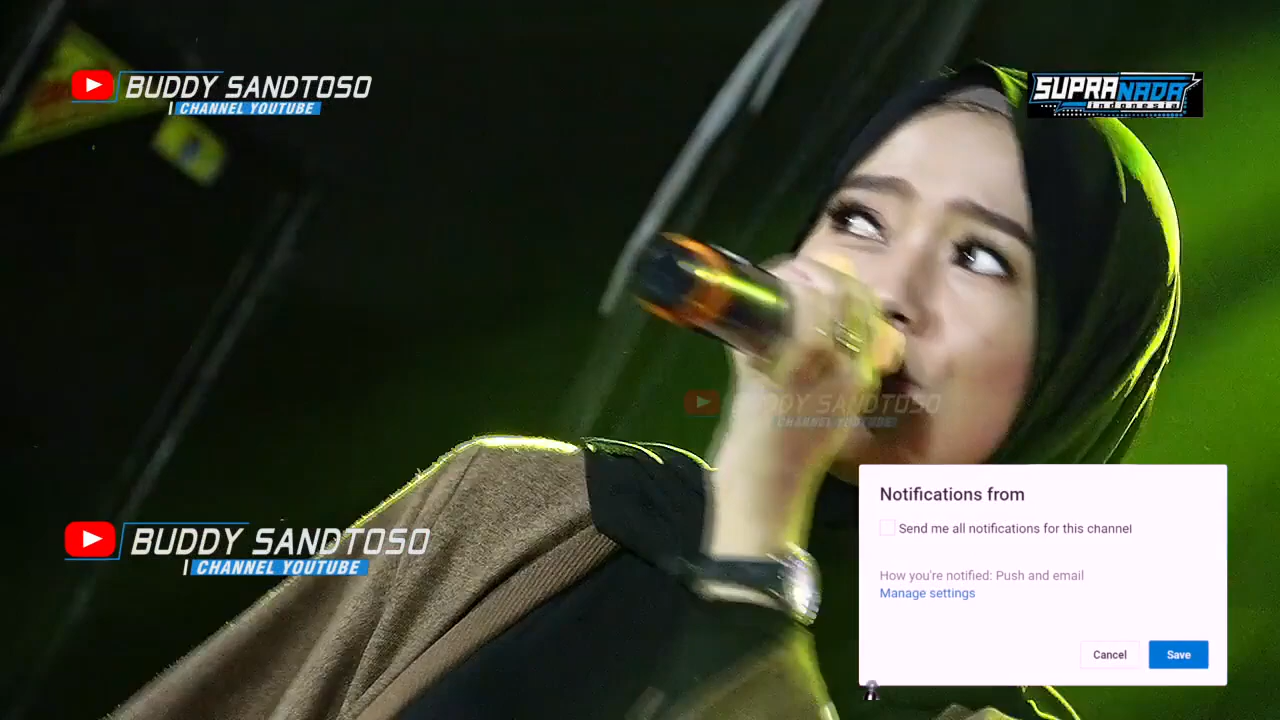 BUDDY SANDTOSO
CHANNEL YOUTUBE
SUPRANADA
Indonesia
BUDDY SANDTOSO
CHANNEL YOUTUBE
BUDDY SANDTOSO
CHANNEL YOUTUBE
Notifications from
Send me all notifications for this channel
How you're notified: Push and email
Manage settings
Cancel
Save